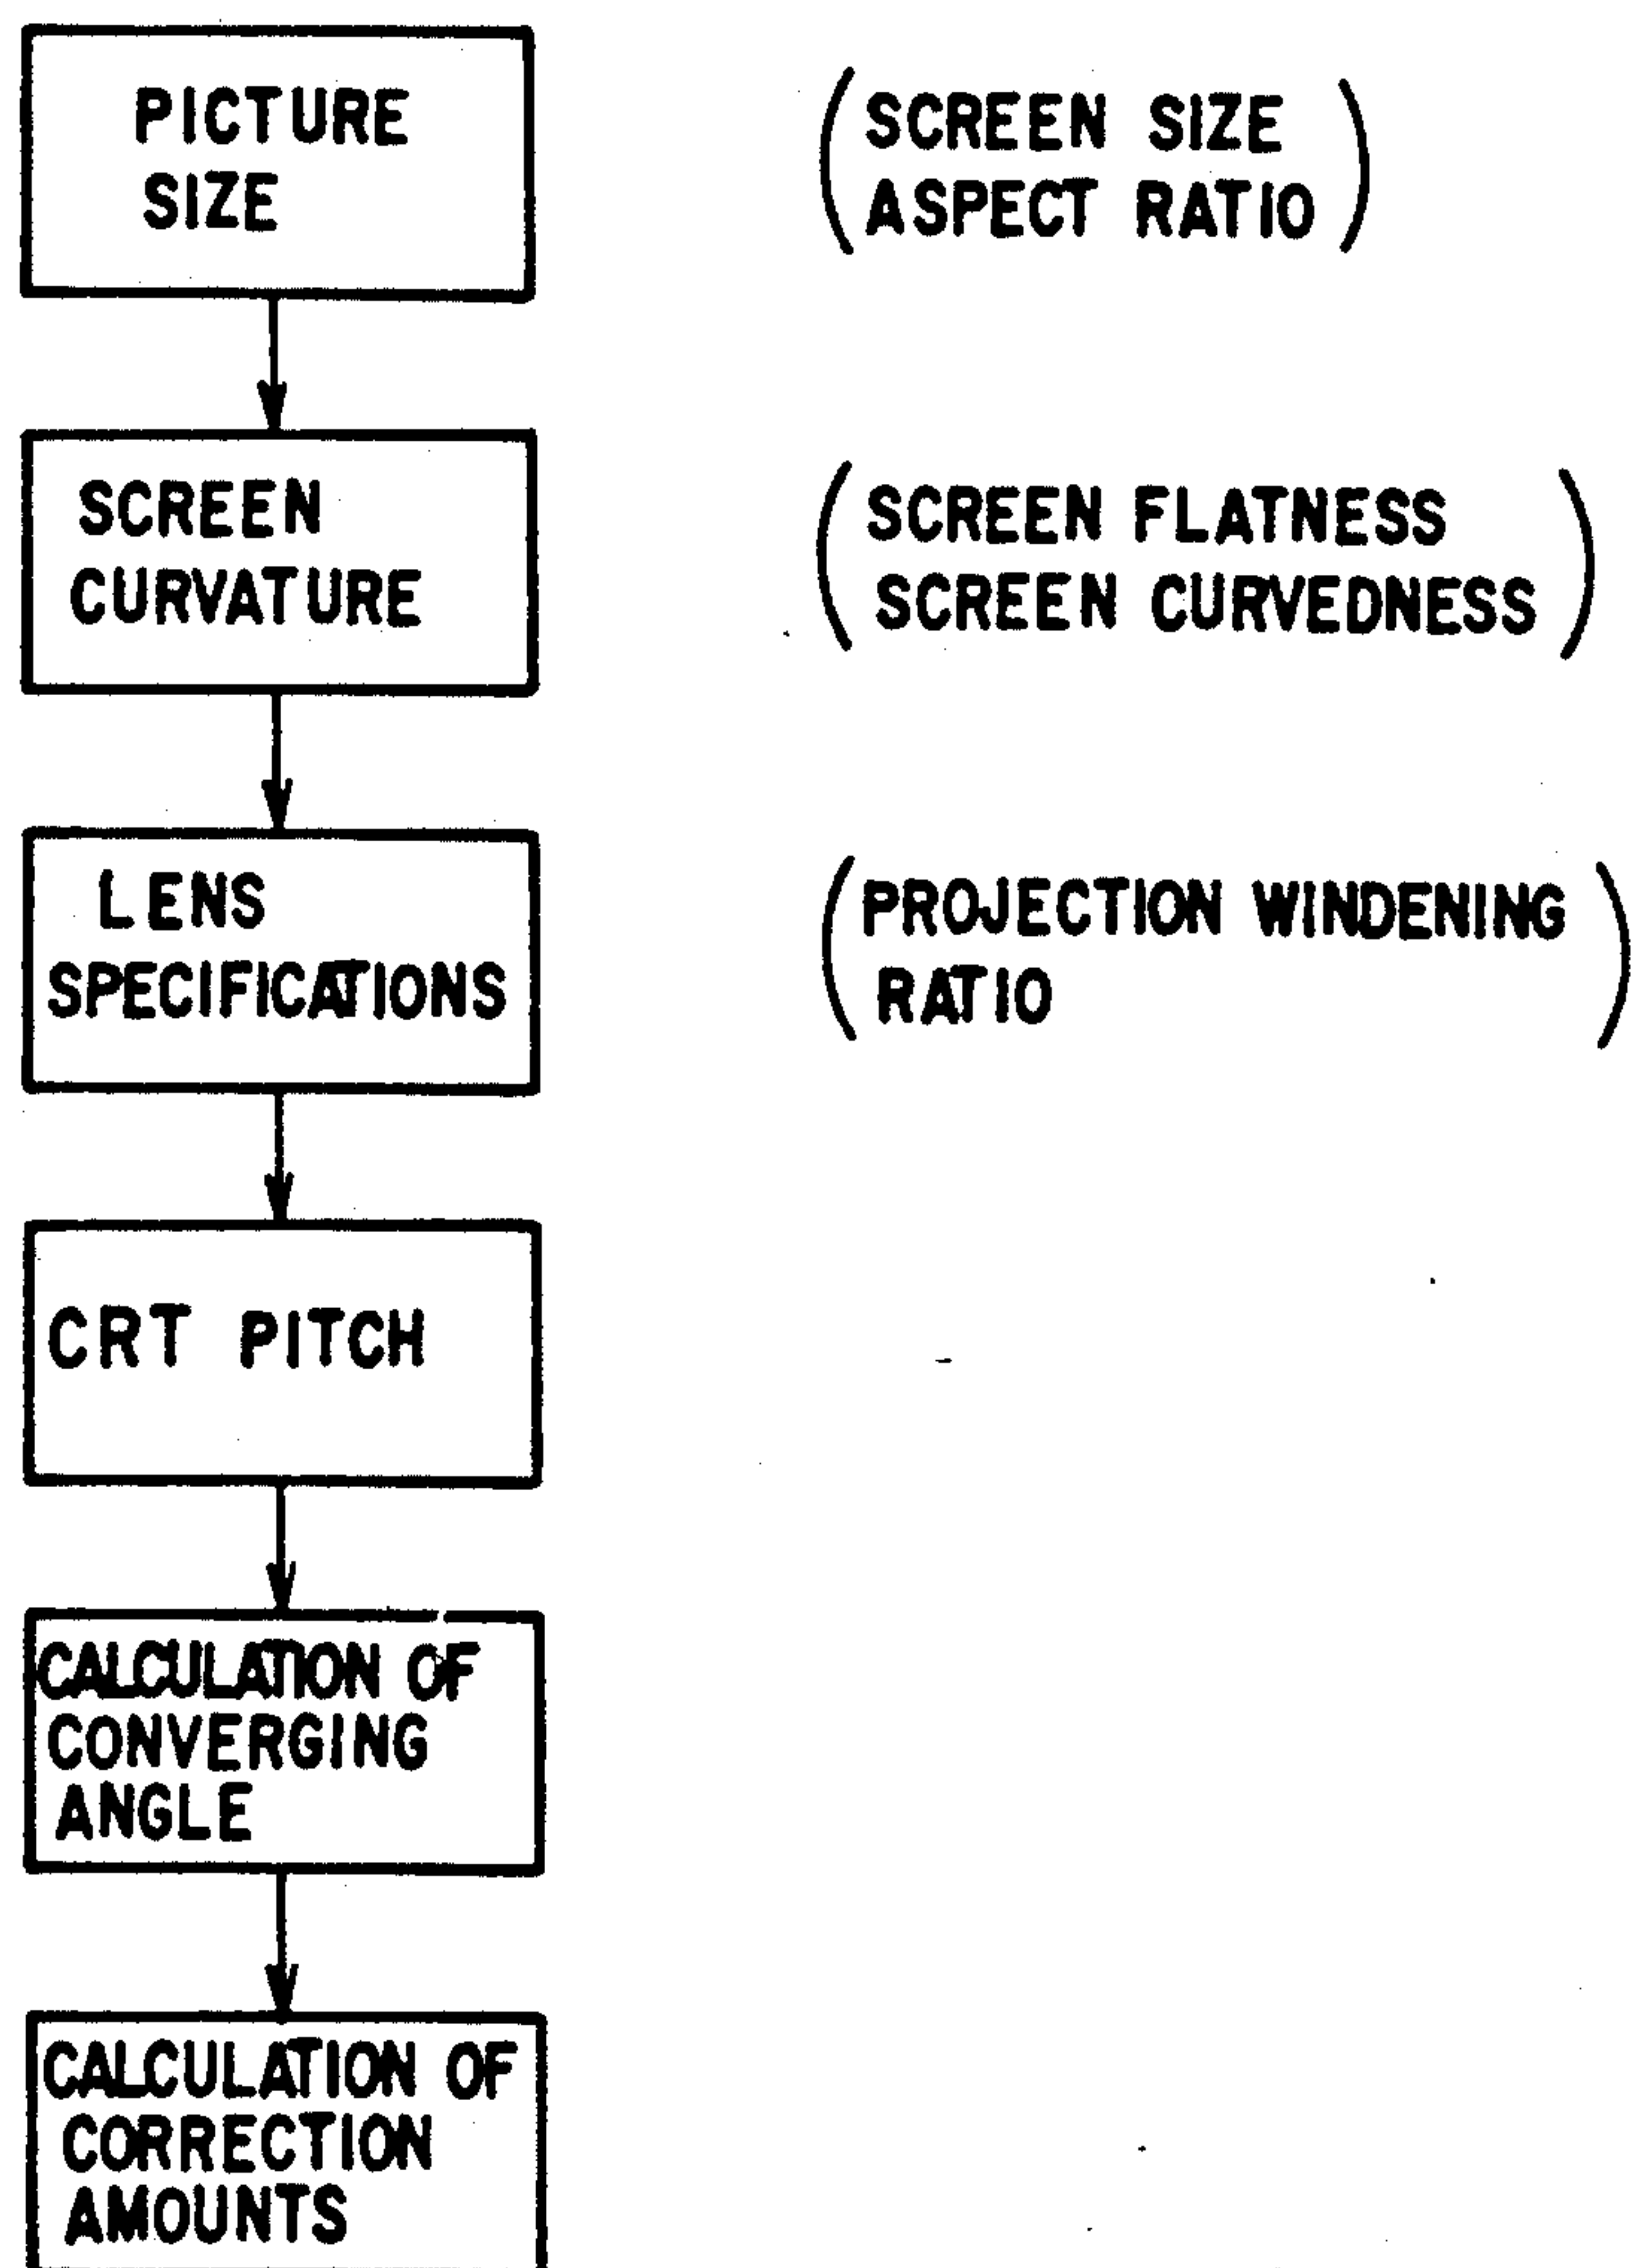 PICTURE
SIZE
SCREEN SIZE
ASPECT RATIO
SCREEN
CURVATURE
SCREEN FLATNESS
SCREEN CURVEDNESS
LENS
SPECIFICATIONS
PROJECTION WINDENING
RATIO
CRT PITCH
CALCULATION OF
CONVERGING
ANGLE
CALCULATION OF
CORRECTION
AMOUNTS